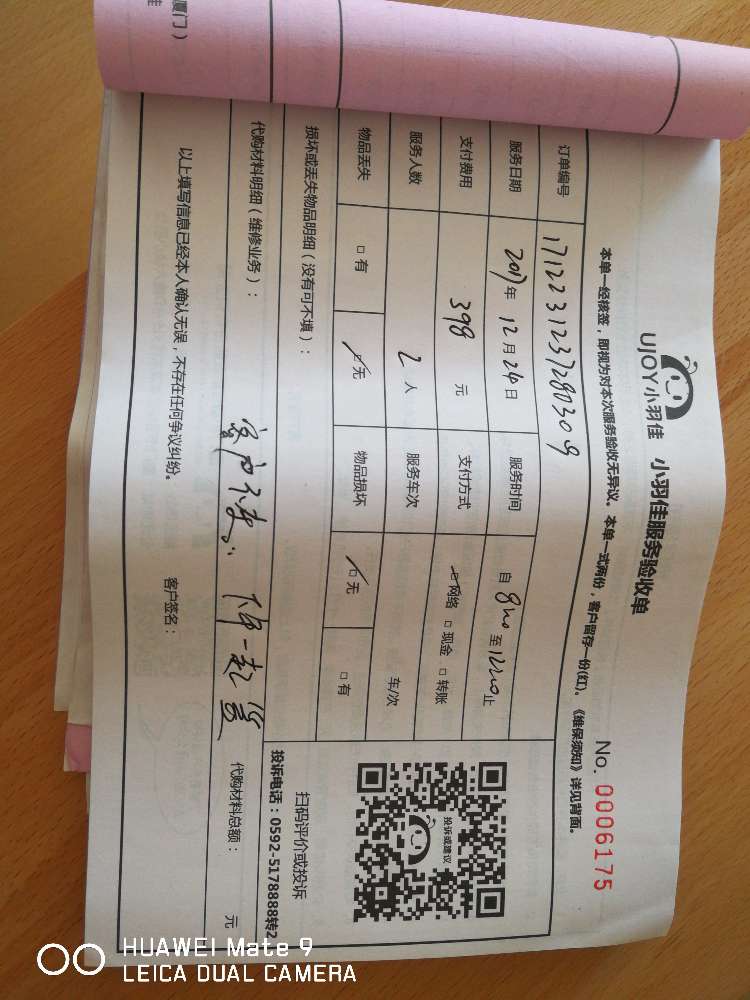 厦门）
UJOY小羽佳 小羽佳服务验收单
No. 0006175
本单一经核签，即视为对本次服务验收无异议。本单一式两份，客户留存一份(红)。《维保须知》详见背面。
订单编号 171223123728030９
服务日期 2017年 12月 24日 服务时间 自 8:00 至 12:00 止
支付费用 398 元 支付方式 ☑网络 □现金 □转账
服务人数 2 人 服务车次 车/次
物品丢失 □有 ☑无 物品损坏 ☑无 □有
损坏或丢失物品明细（没有可不填）：
代购材料明细（维修业务）： 代购材料总额： 元
客户不在
以上填写信息已经本人确认无误，不存在任何争议纠纷。 客户签名：
投诉或建议
扫码评价或投诉
投诉电话：0592-5178888转2
HUAWEI Mate 9
LEICA DUAL CAMERA